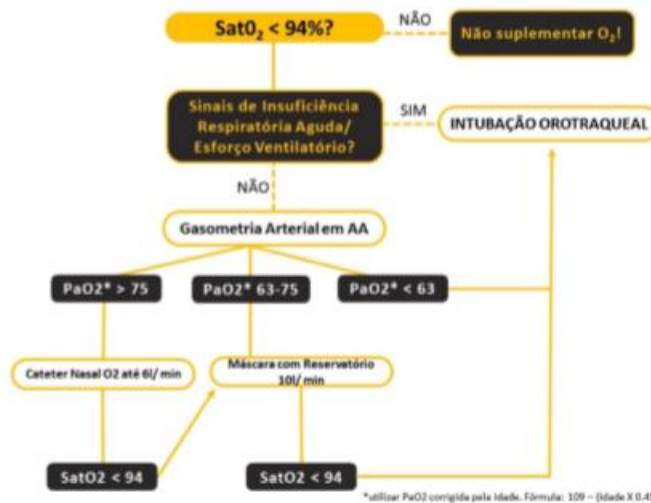 SatO₂ < 94%?
NÃO
Não suplementar O₂!
Sinais de Insuficiência
Respiratória Aguda/
Esforço Ventilatório?
SIM
INTUBAÇÃO OROTRAQUEAL
NÃO
Gasometria Arterial em AA
PaO2* > 75
PaO2* 63-75
PaO2* < 63
Cateter Nasal O2 até 6l/ min
Máscara com Reservatório
10l/ min
SatO2 < 94
SatO2 < 94
*utilizar PaO2 corrigida pela idade. Fórmula: 109 – (idade X 0.4